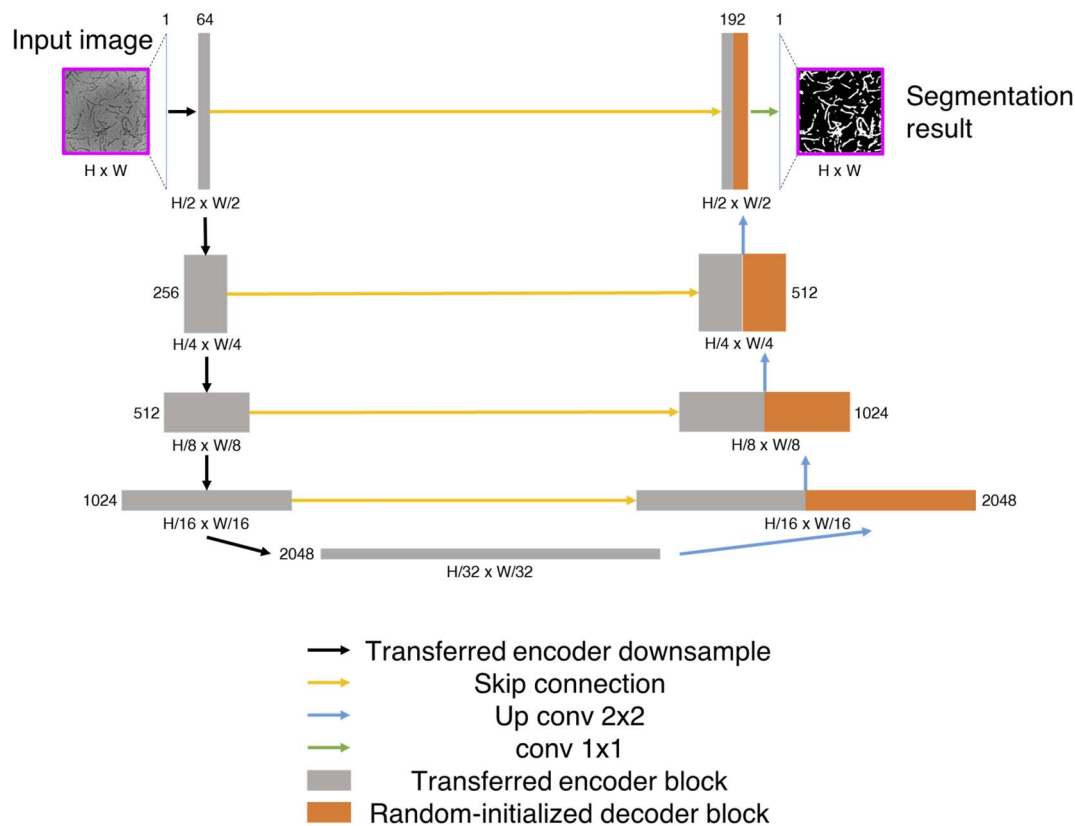 1
64
192
1
Input image
Segmentation
result
H x W
H x W
H/2 x W/2
H/2 x W/2
256
512
H/4 x W/4
H/4 x W/4
512
1024
H/8 x W/8
H/8 x W/8
1024
2048
H/16 x W/16
H/16 x W/16
2048
H/32 x W/32
Transferred encoder downsample
Skip connection
Up conv 2x2
conv 1x1
Transferred encoder block
Random-initialized decoder block